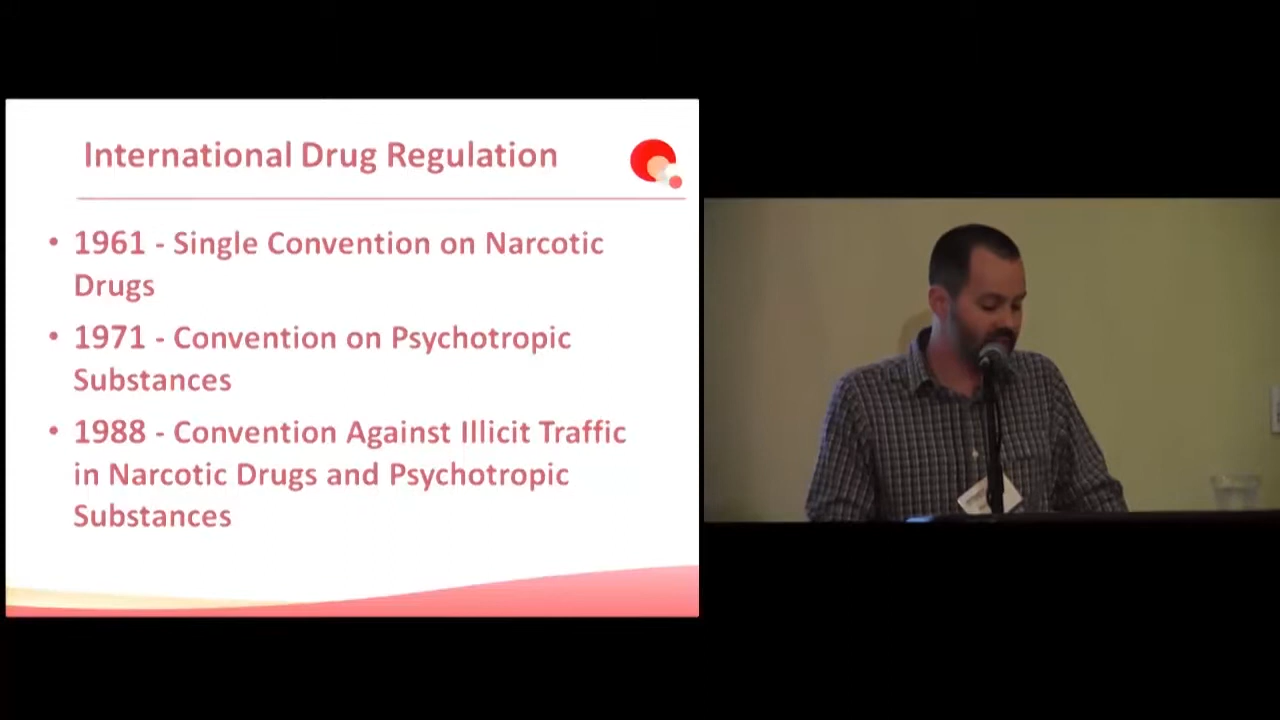 International Drug Regulation
• 1961 - Single Convention on Narcotic
Drugs
• 1971 - Convention on Psychotropic
Substances
• 1988 - Convention Against Illicit Traffic
in Narcotic Drugs and Psychotropic
Substances